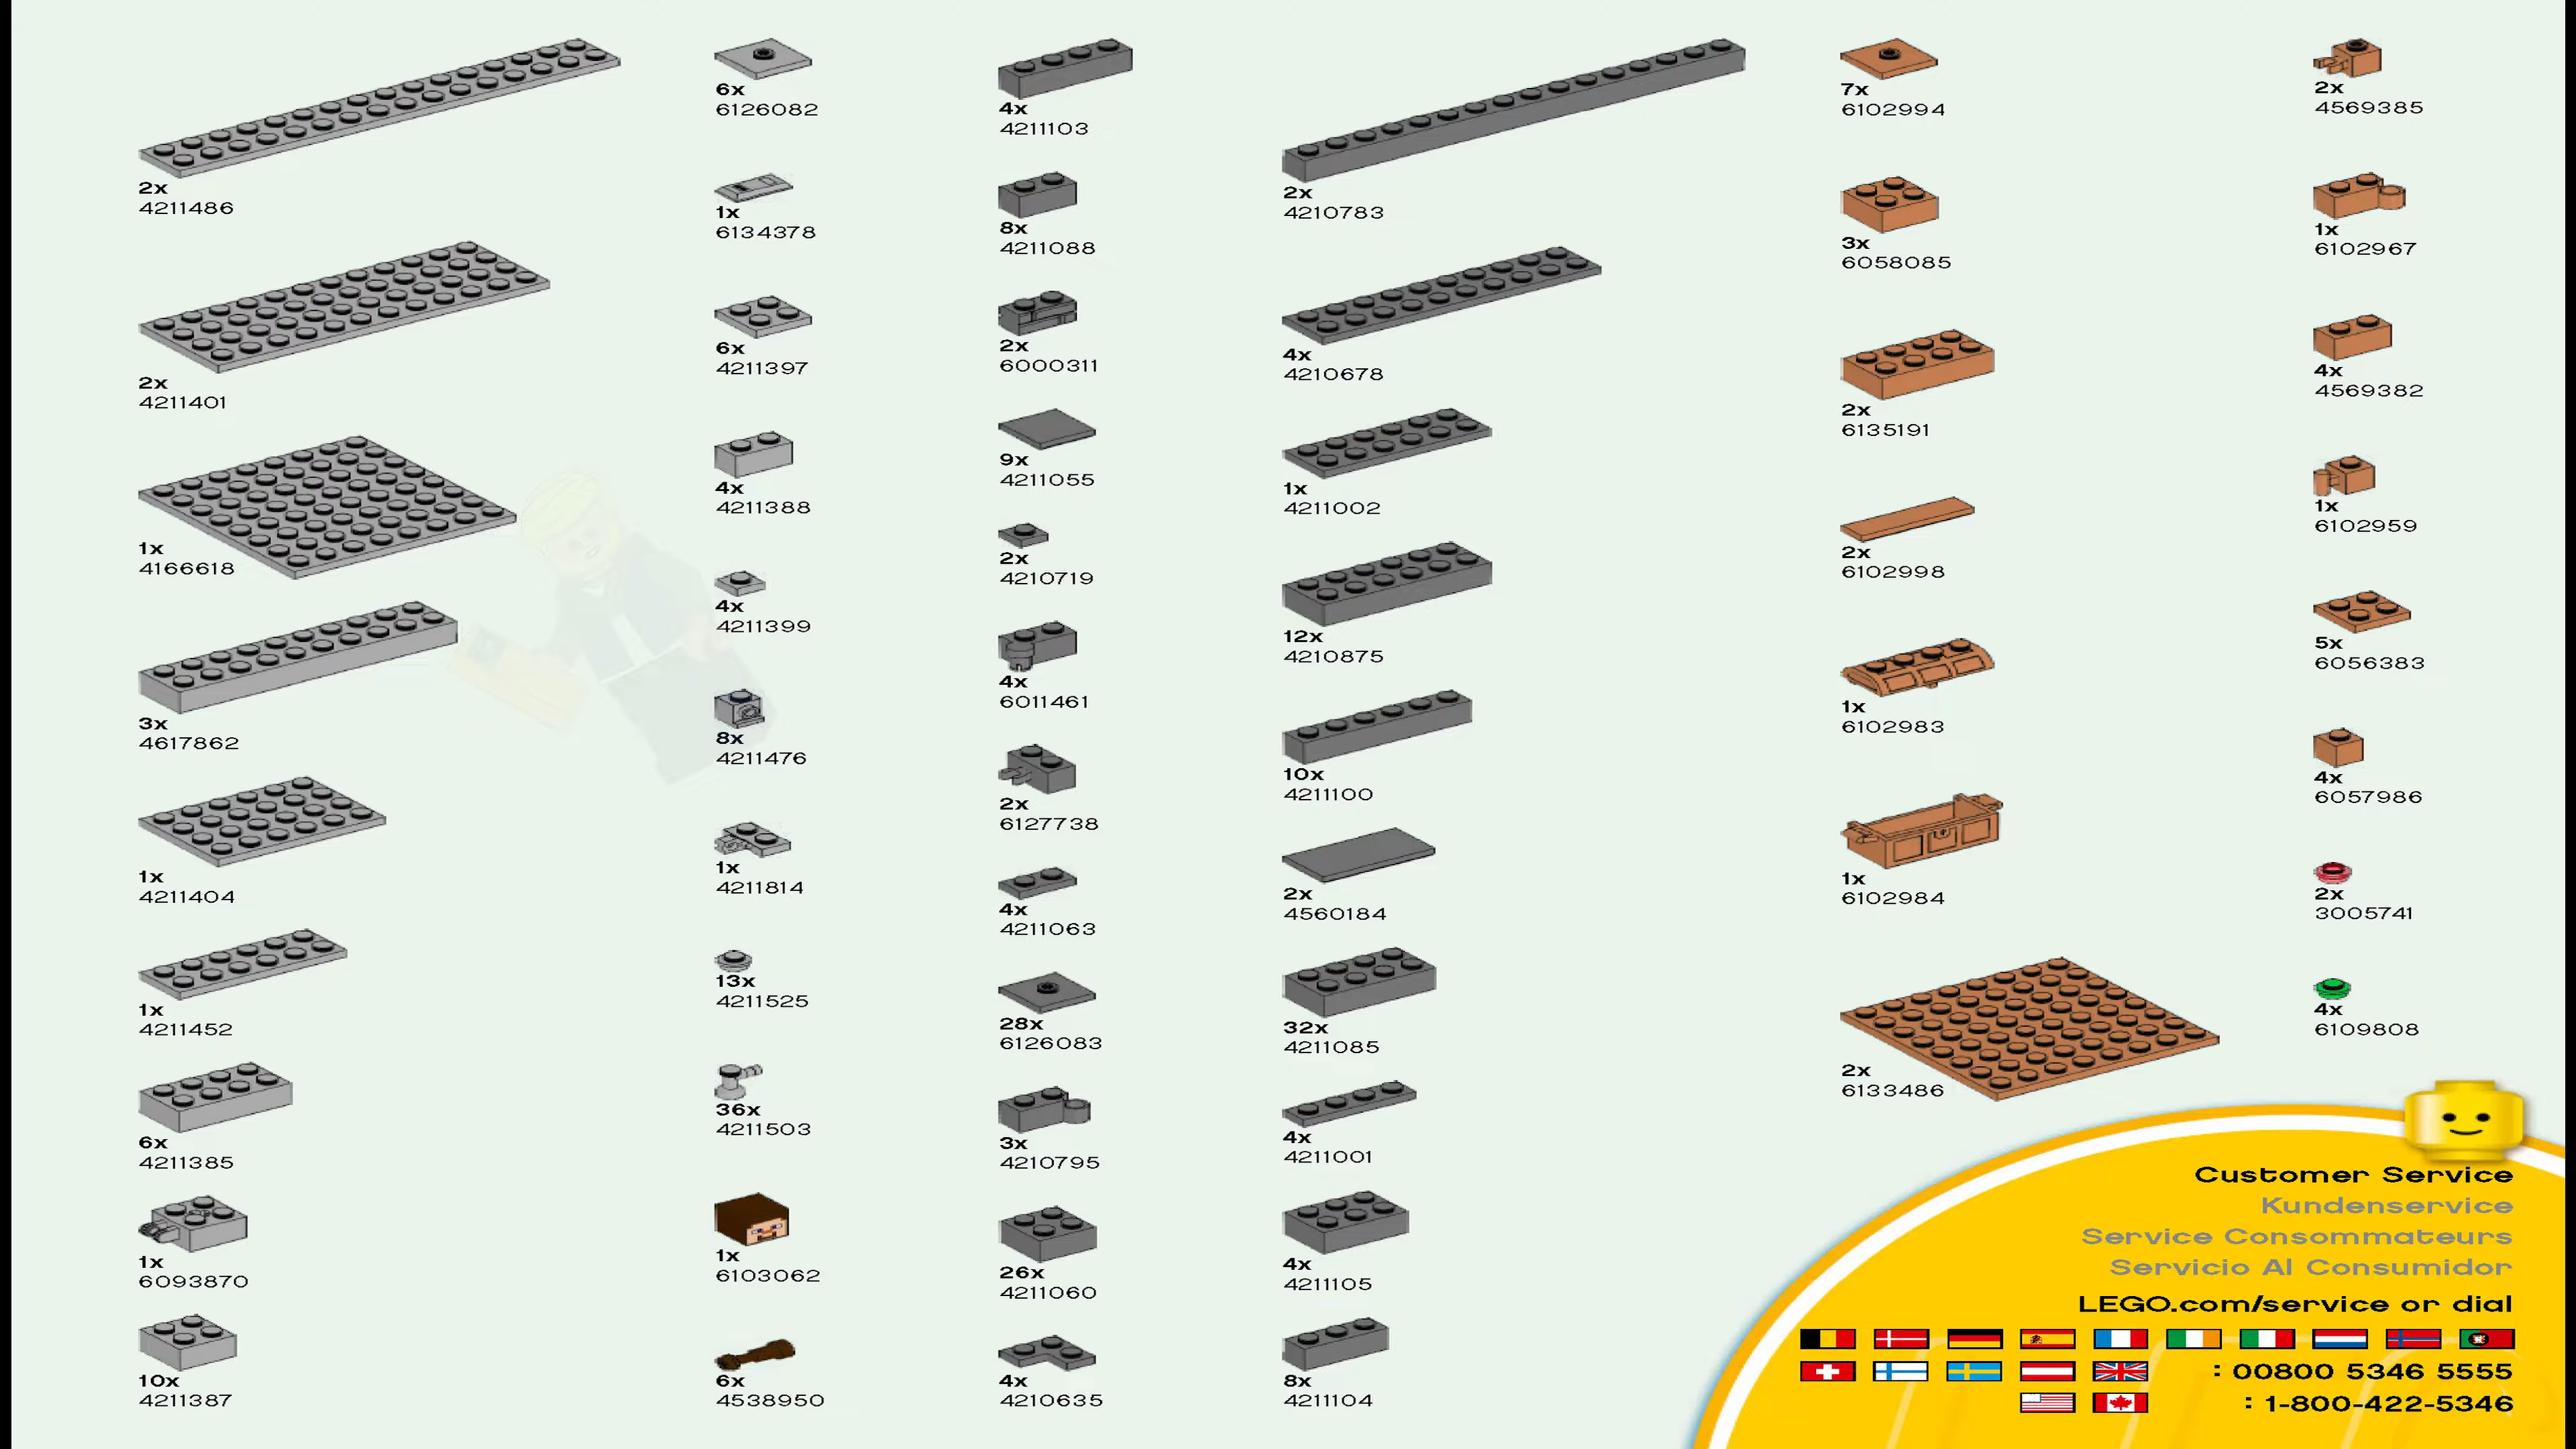 2x
4211486
2x
4211401
1x
4166618
3x
4617862
1x
4211404
1x
4211452
6x
4211385
1x
6093870
10x
4211387
6x
6126082
1x
6134378
6x
4211397
4x
4211388
4x
4211399
8x
4211476
1x
4211814
13x
4211525
36x
4211503
1x
6103062
6x
4538950
4x
4211103
8x
4211088
2x
6000311
9x
4211055
2x
4210719
4x
6011461
2x
6127738
4x
4211063
28x
6126083
3x
4210795
26x
4211060
4x
4210635
2x
4210783
4x
4210678
1x
4211002
12x
4210875
10x
4211100
2x
4560184
32x
4211085
4x
4211001
4x
4211105
8x
4211104
7x
6102994
3x
6058085
2x
6135191
2x
6102998
1x
6102983
1x
6102984
2x
6133486
2x
4569385
1x
6102967
4x
4569382
1x
6102959
5x
6056383
4x
6057986
2x
3005741
4x
6109808
Customer Service
Kundenservice
Service Consommateurs
Servicio Al Consumidor
LEGO.com/service or dial
: 00800 5346 5555
: 1-800-422-5346